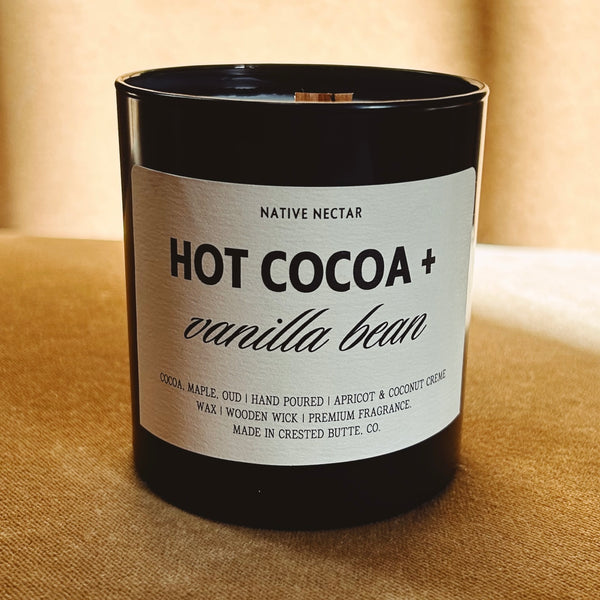 NATIVE NECTAR
HOT COCOA +
vanilla bean
COCOA, MAPLE, OUD | HAND POURED | APRICOT & COCONUT CREME
WAX | WOODEN WICK | PREMIUM FRAGRANCE.
MADE IN CRESTED BUTTE, CO.